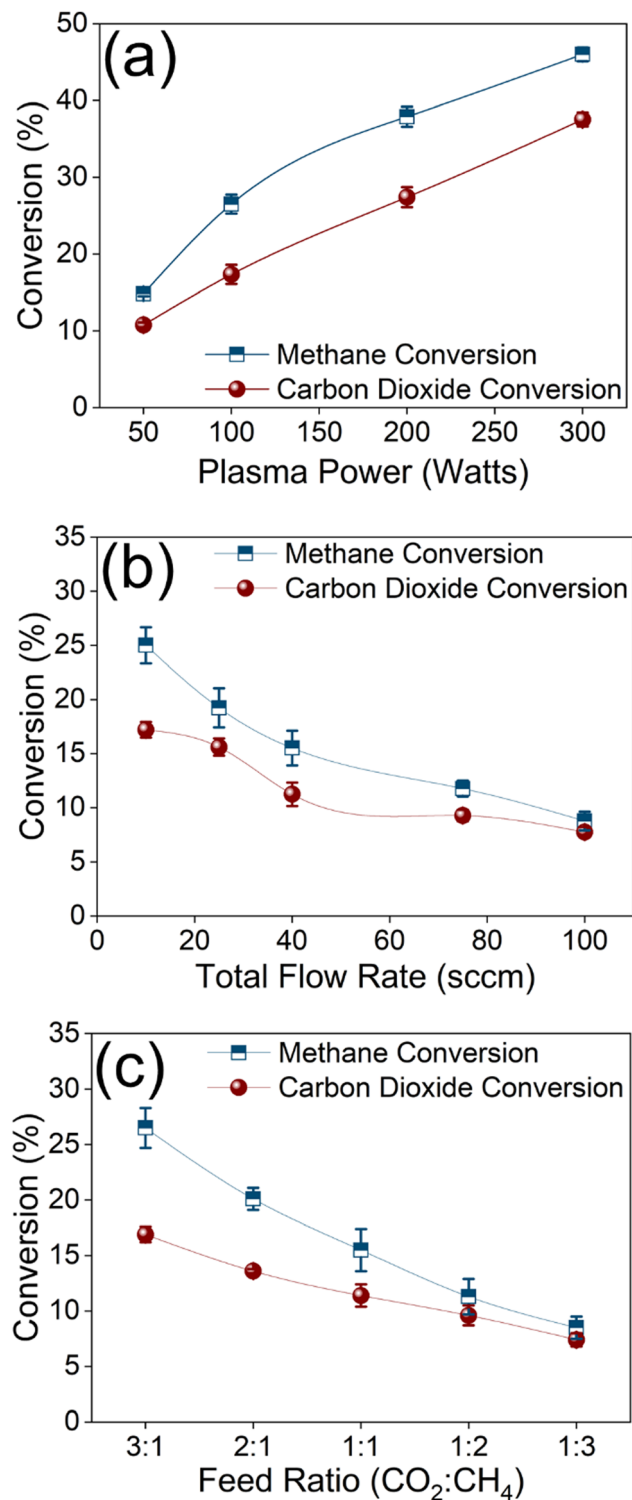 (a)
50
40
30
20
10
0
Conversion (%)
Methane Conversion
Carbon Dioxide Conversion
50 100 150 200 250 300
Plasma Power (Watts)
(b)
35
30
25
20
15
10
5
0
Conversion (%)
Methane Conversion
Carbon Dioxide Conversion
0 20 40 60 80 100
Total Flow Rate (sccm)
(c)
35
30
25
20
15
10
5
0
Conversion (%)
Methane Conversion
Carbon Dioxide Conversion
3:1 2:1 1:1 1:2 1:3
Feed Ratio (CO₂:CH₄)